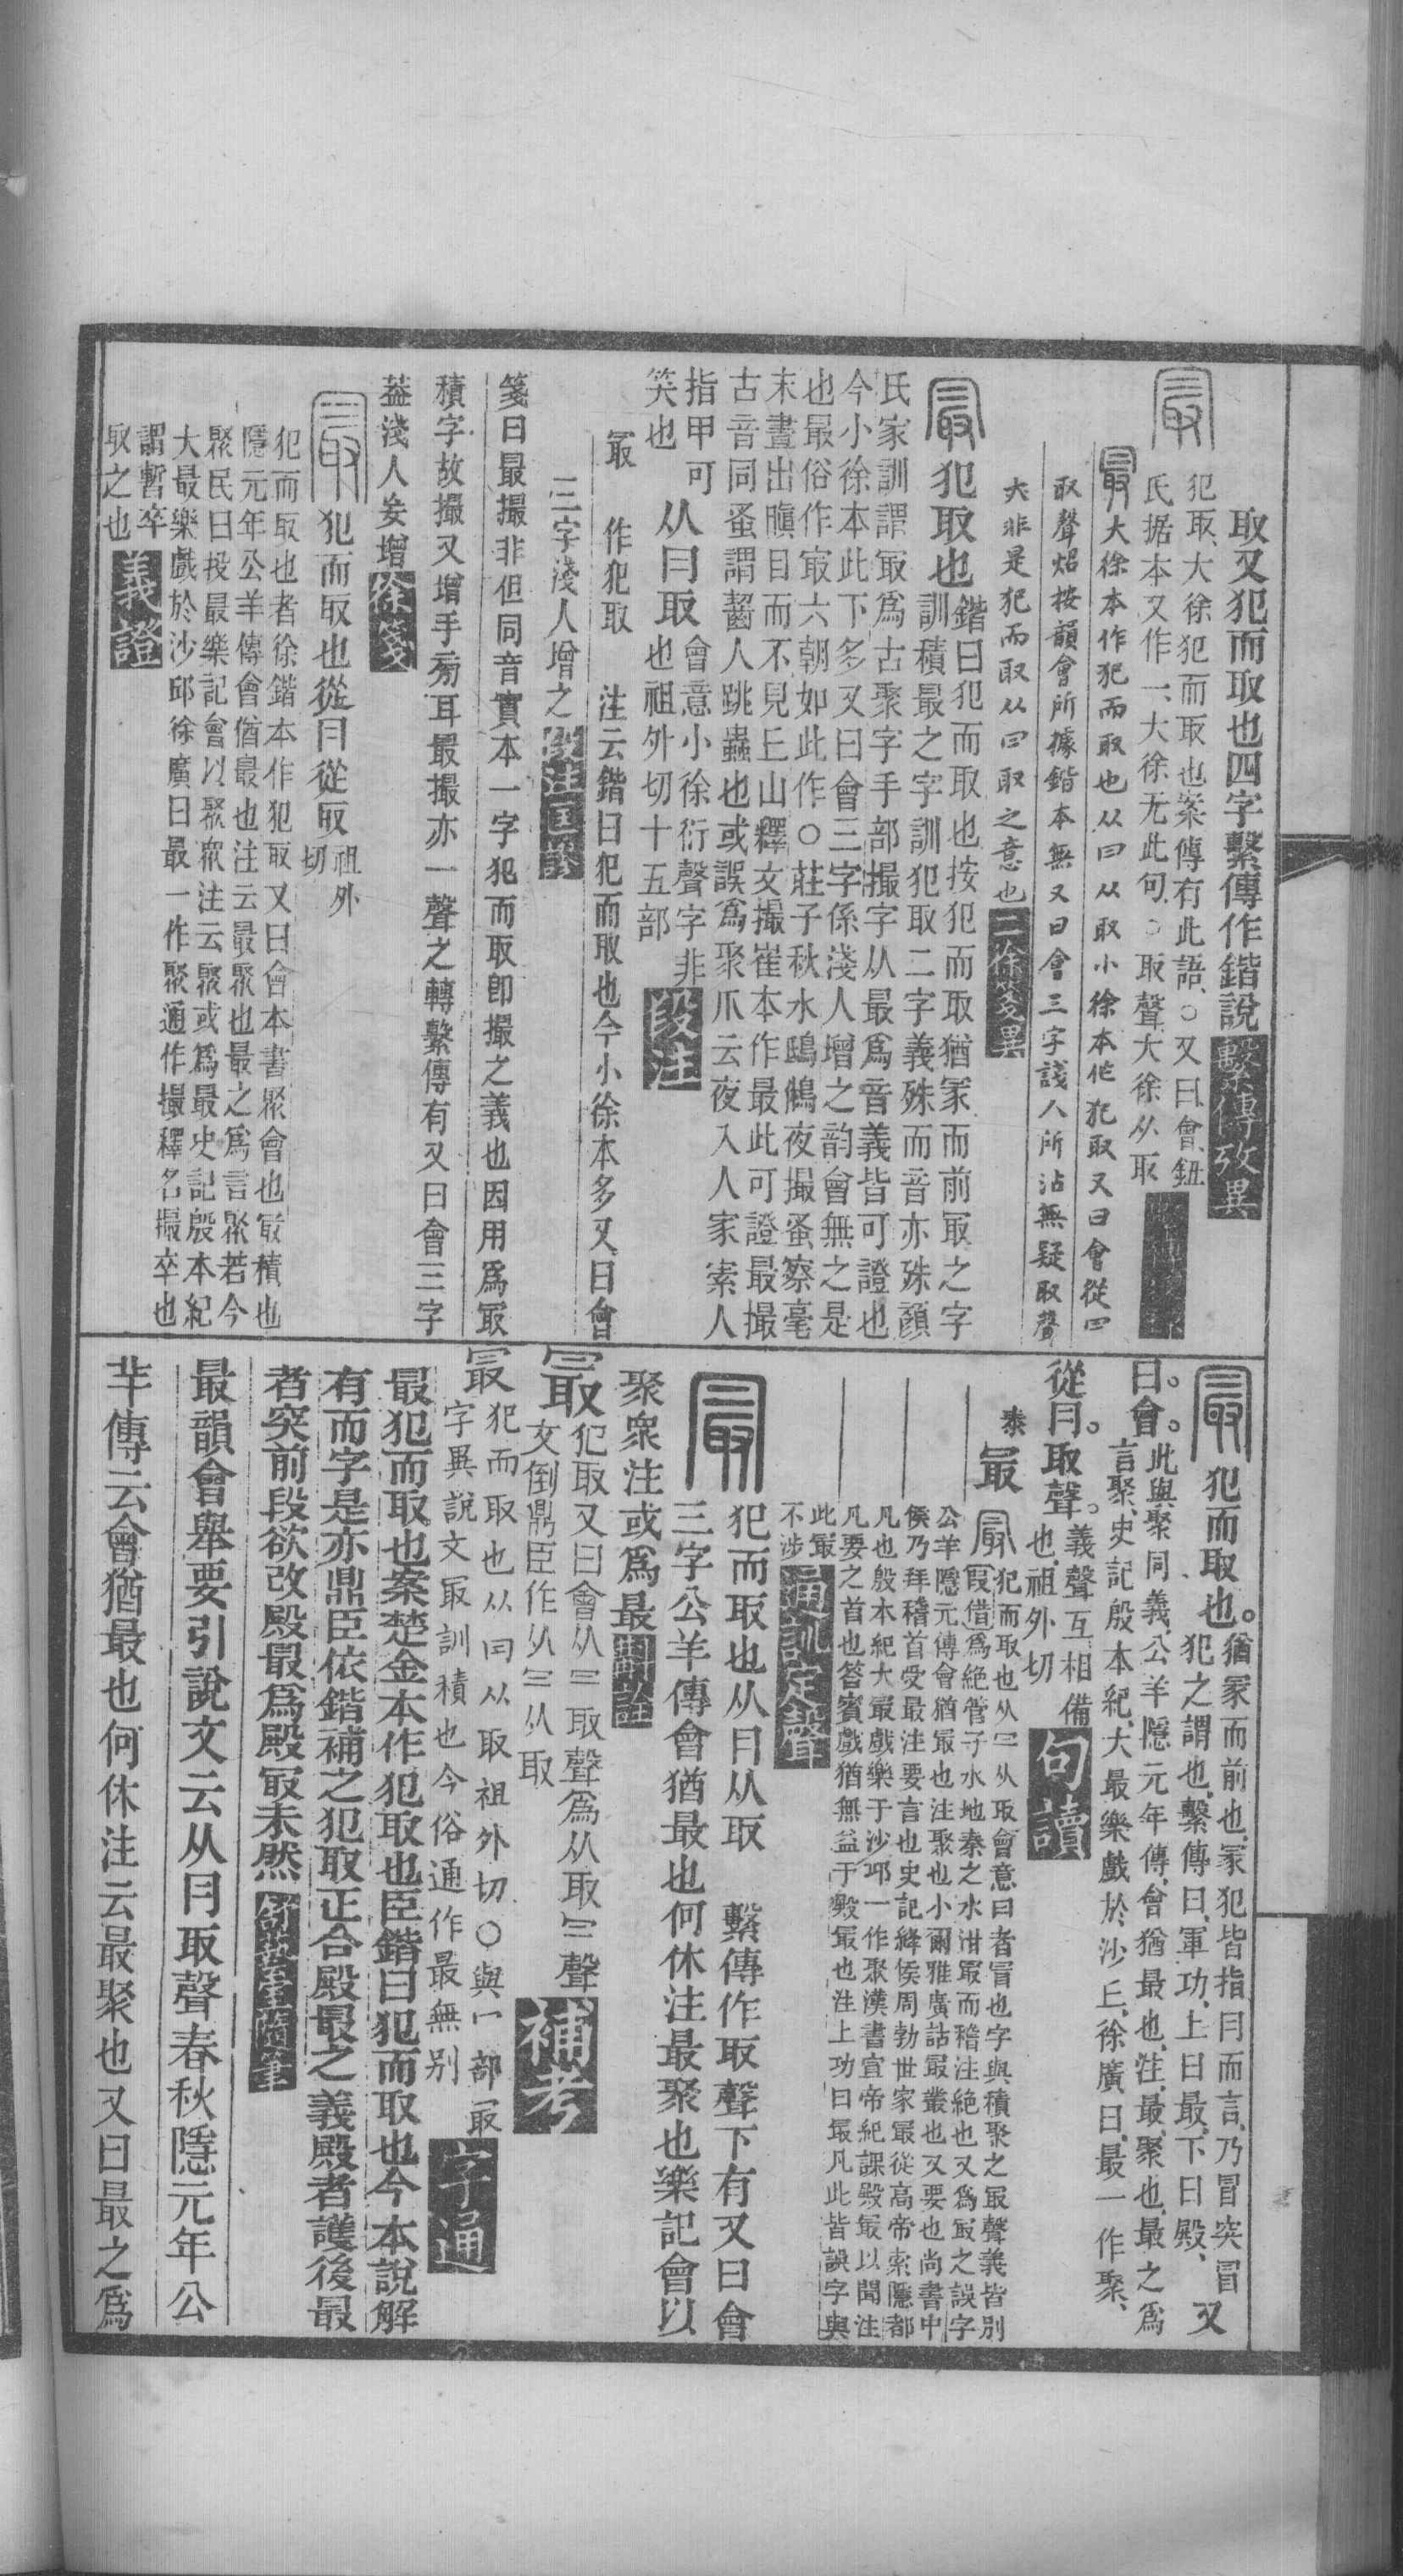 取又犯而取也四字繫傳作鍇說繫傳攷異
犯取大徐犯而取也案傳有此語○又曰會鈕
氏据本又作一大徐无此句○取聲大徐从取
最大徐本作犯而取也从冃从取小徐本作犯取又曰會從冃
取聲炤按韻會所據鍇本無又曰會三字諓人所沾無疑取聲
大非是犯而取从冃取之意也二徐箋異
犯取也
鍇曰犯而取也按犯而取猶冡而前冣之字
訓積最之字訓犯取二字義殊而音亦殊顏
氏家訓謂冣爲古聚字手部撮字从最爲音義皆可證也
今小徐本此下多又曰會三字係淺人增之韵會無之是
也最俗作㝡六朝如此作○莊子秋水鴟鵂夜撮蚤察毫
末晝出瞋目而不見丘山釋文撮崔本作最此可證最撮
古音同蚤謂齧人跳蟲也或誤爲聚爪云夜入人家索人
指甲可
笑也
从冃取
會意小徐衍聲字非
也祖外切十五部
段注
㝡 作犯取 注云鍇曰犯而取也今小徐本多又曰會
三字淺人增之段注匡謬
箋曰最撮非但同音實本一字犯而取卽撮之義也因用爲冣
積字故撮又增手㫄耳最撮亦一聲之轉繫傳有又曰會三字
葢淺人妄增徐箋
犯而取也從冃從取
祖外
切
犯而取也者徐鍇本作犯取又曰會本書聚會也冣積也
隱元年公羊傳會猶最也注云最聚也最之爲言聚若今
聚民曰投最樂記會以聚衆注云聚或爲最史記殷本紀
大最樂戲於沙邱徐廣曰最一作聚通作撮釋名撮卒也
謂暫卒
取之也
義證
犯而取也。
猶冡而前也、冡犯皆指冃而言、乃冒突冒
犯之謂也、繫傳曰、軍功、上曰最、下曰殿、
又
曰。會。
此與聚同義、公羊隱元年傳、會猶最也、注、最、聚也、最之爲
言聚、史記殷本紀、大最樂戲於沙丘、徐廣曰、最一作聚、
從冃。取聲。
義聲互相備
也、祖外切
句讀
泰
最
犯而取也从冃从取會意曰者冒也字與積聚之冣聲義皆別
叚借爲絕管子水地秦之水泔冣而稽注絕也又爲冣之誤字
公羊隱元傳會猶冣也注聚也小爾雅廣詁冣叢也又要也尚書中
候乃拜稽首受最注要言也史記絳侯周勃世家最從高帝索隱都
凡也殷本紀大冣戲樂于沙邱一作聚漢書宣帝紀課殿冣以聞注
凡要之首也答賓戲猶無益于殿冣也注上功曰冣凡此皆誤字與
此冣
不涉
通訓定聲
犯而取也从冃从取 繫傳作取聲下有又曰會
三字公羊傳會猶最也何休注最聚也樂記會以
聚衆注或爲最斠詮
最
犯取又曰會从冃取聲爲从取冃聲
文倒鼎臣作从冃从取
補考
最
犯而取也从冃从取祖外切○與冖部冣
字異說文冣訓積也今俗通作最無别
字通
最犯而取也案楚金本作犯取也臣鍇曰犯而取也今本說解
有而字是亦鼎臣依鍇補之犯取正合殿最之義殿者護後最
者突前段欲改殿最爲殿冣未然
最韻會舉要引說文云从冃取聲春秋隱元年公
羊傳云會猶最也何休注云最聚也又曰最之爲